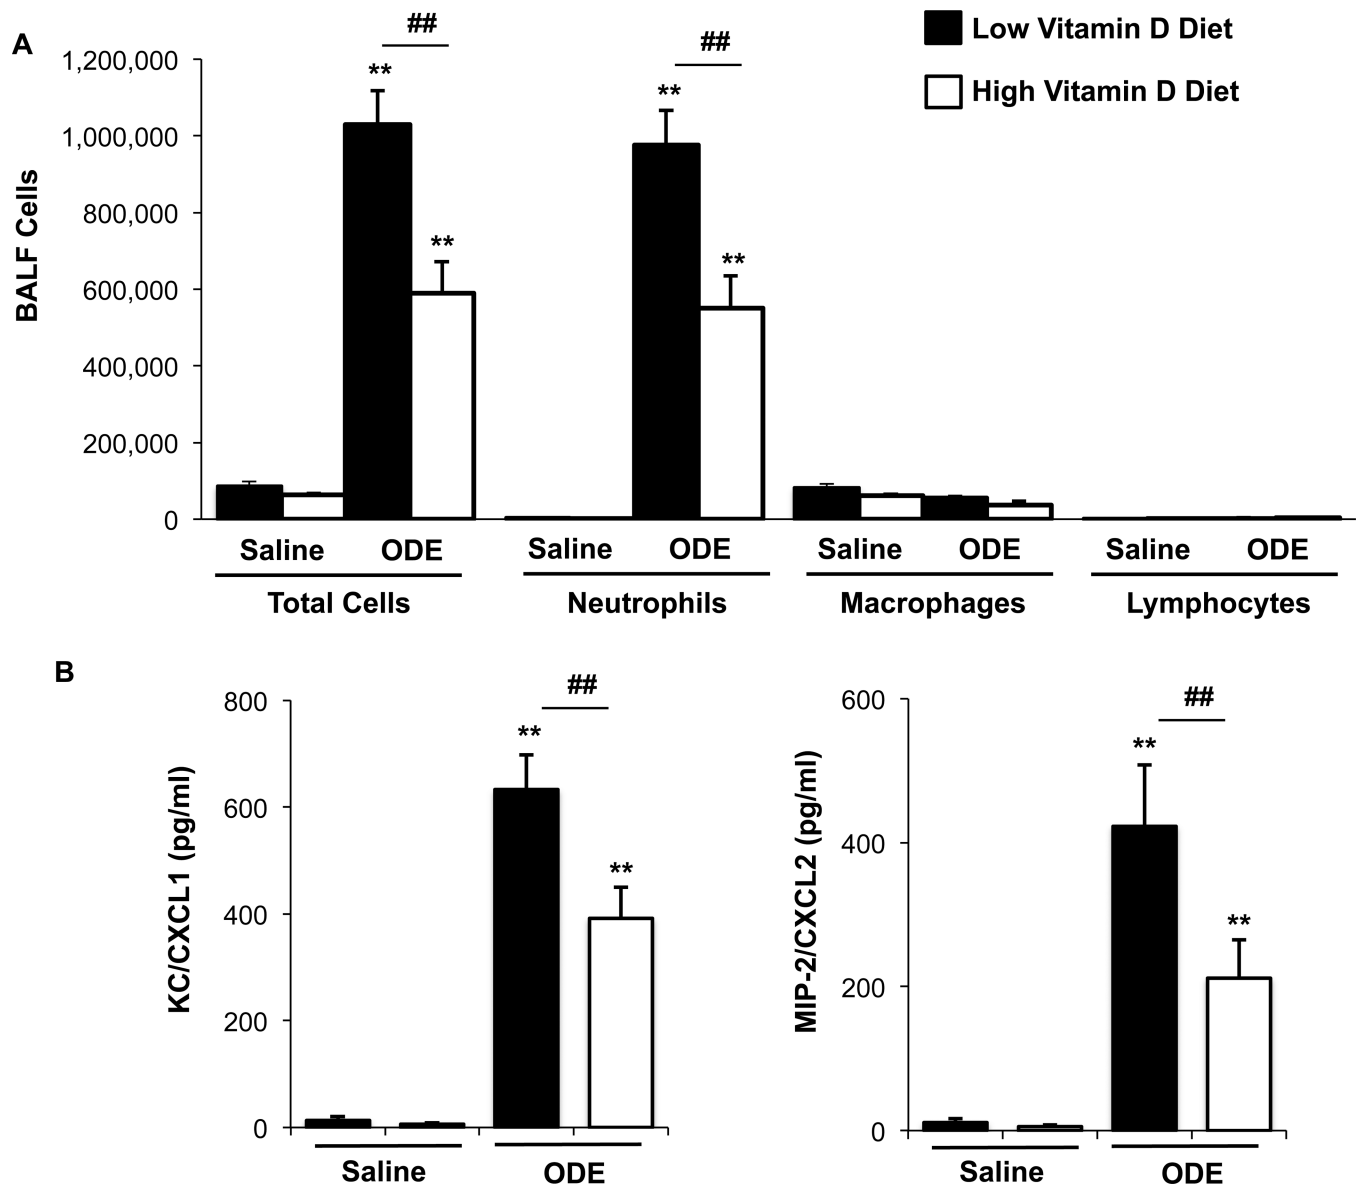 A
##
##
Low Vitamin D Diet
High Vitamin D Diet
**
**
**
**
BALF Cells
1,200,000
1,000,000
800,000
600,000
400,000
200,000
0
Saline ODE Saline ODE Saline ODE Saline ODE
Total Cells Neutrophils Macrophages Lymphocytes
B
KC/CXCL1 (pg/ml)
800
600
400
200
0
##
**
**
Saline ODE
MIP-2/CXCL2 (pg/ml)
600
400
200
0
##
**
**
Saline ODE